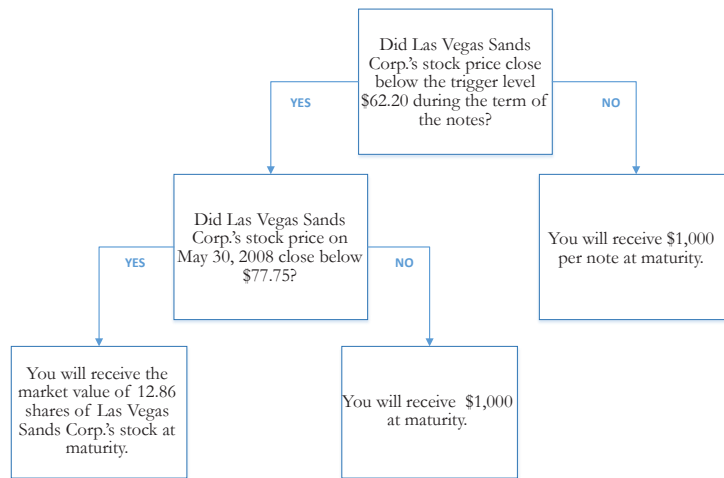 Did Las Vegas Sands
Corp.'s stock price close
below the trigger level
$62.20 during the term of
the notes?
YES
NO
Did Las Vegas Sands
Corp.'s stock price on
May 30, 2008 close below
$77.75?
You will receive $1,000
per note at maturity.
YES
NO
You will receive the
market value of 12.86
shares of Las Vegas
Sands Corp.'s stock at
maturity.
You will receive $1,000
at maturity.